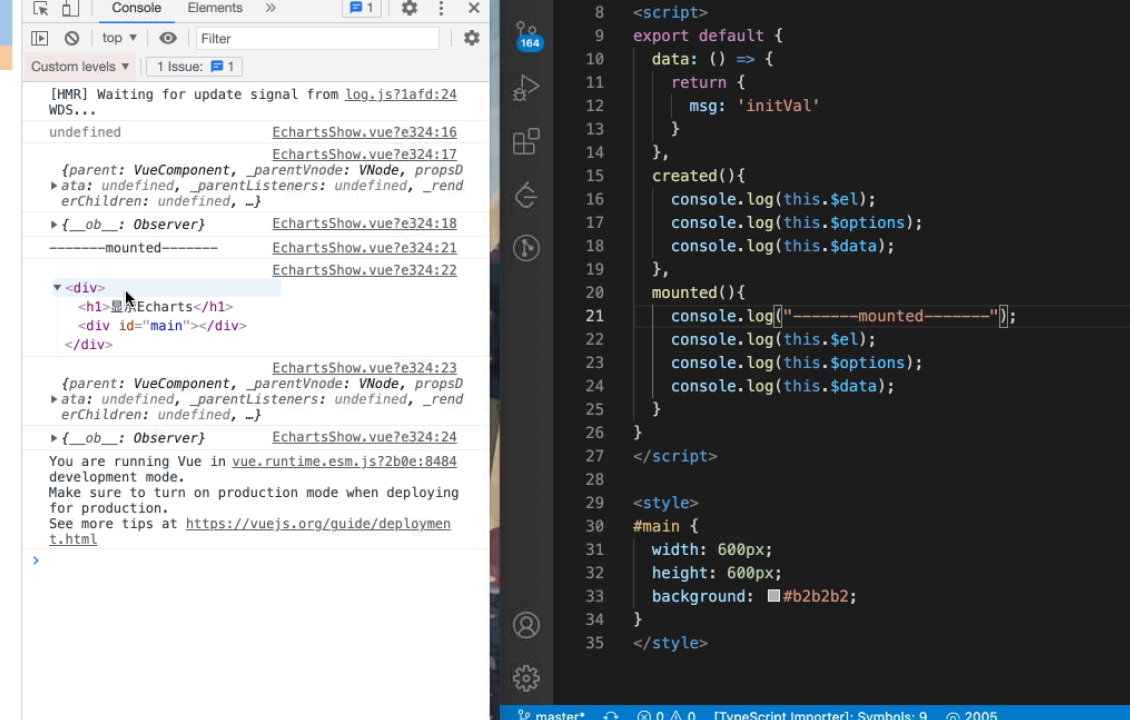 Console
Elements
»
1
top ▼
Filter
Custom levels ▼
1 Issue:
1
[HMR] Waiting for update signal from log.js?1afd:24
WDS...
undefined EchartsShow.vue?e324:16
EchartsShow.vue?e324:17
{parent: VueComponent, _parentVnode: VNode, propsD
ata: undefined, _parentListeners: undefined, _rend
erChildren: undefined, …}
{__ob__: Observer} EchartsShow.vue?e324:18
-------mounted------- EchartsShow.vue?e324:21
EchartsShow.vue?e324:22
<div>
<h1>显示Echarts</h1>
<div id="main"></div>
</div>
EchartsShow.vue?e324:23
{parent: VueComponent, _parentVnode: VNode, propsD
ata: undefined, _parentListeners: undefined, _rend
erChildren: undefined, …}
{__ob__: Observer} EchartsShow.vue?e324:24
You are running Vue in vue.runtime.esm.js?2b0e:8484
development mode.
Make sure to turn on production mode when deploying
for production.
See more tips at https://vuejs.org/guide/deploymen
t.html
>
164
8 <script>
9 export default {
10 data: () => {
11 return {
12 msg: 'initVal'
13 }
14 },
15 created(){
16 console.log(this.$el);
17 console.log(this.$options);
18 console.log(this.$data);
19 },
20 mounted(){
21 console.log("-------mounted-------");
22 console.log(this.$el);
23 console.log(this.$options);
24 console.log(this.$data);
25 }
26 }
27 </script>
28
29 <style>
30 #main {
31 width: 600px;
32 height: 600px;
33 background: #b2b2b2;
34 }
35 </style>
master* 0 0 [TypeScript Importer]: Symbols: 9 2005